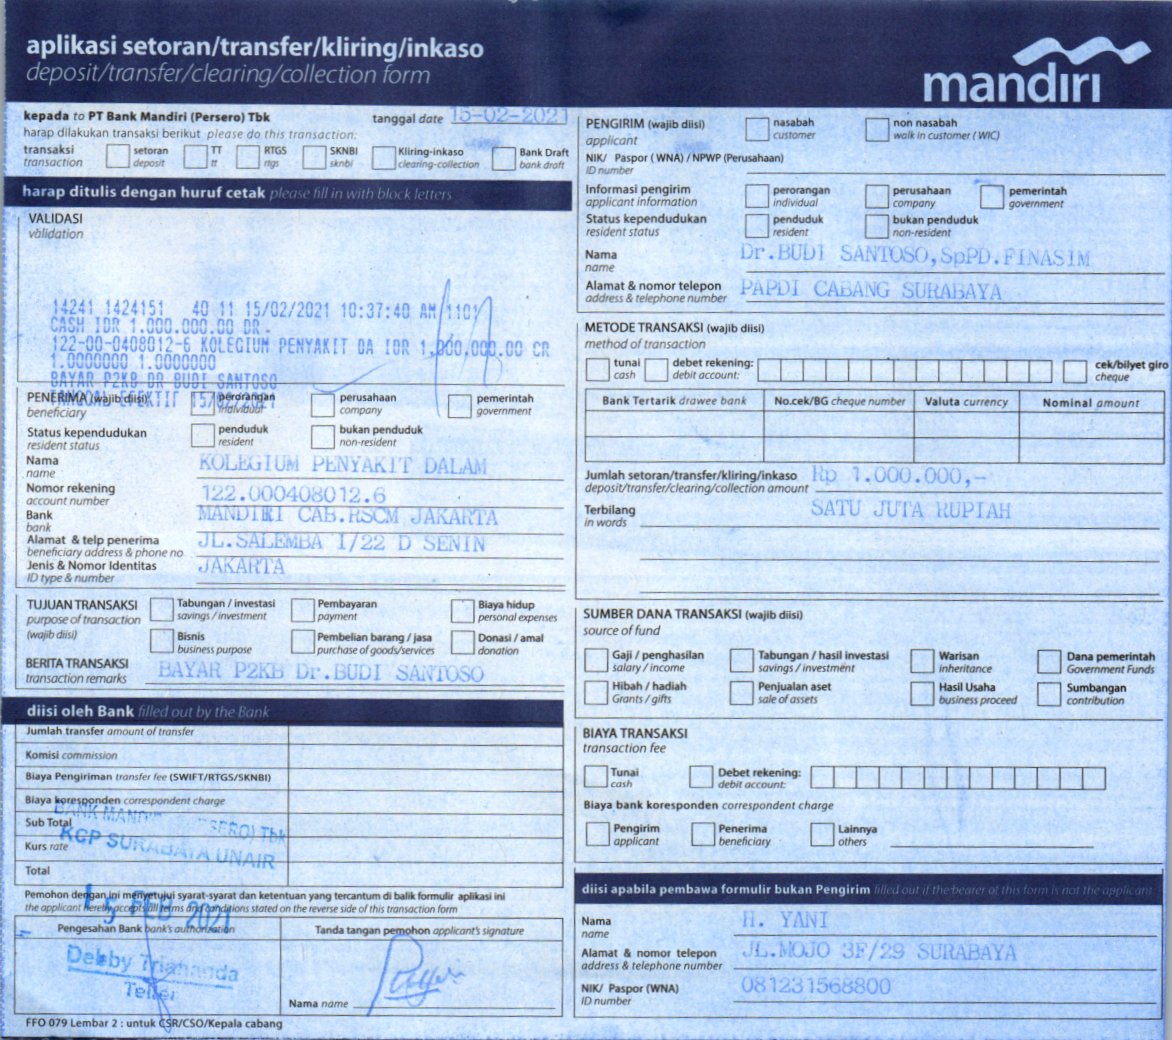 aplikasi setoran/transfer/kliring/inkaso
deposit/transfer/clearing/collection form
mandiri
kepada to PT Bank Mandiri (Persero) Tbk
tanggal date 15-02-2021
harap dilakukan transaksi berikut please do this transaction:
transaksi
transaction
setoran
deposit
TT
tt
RTGS
rtgs
SKNBI
sknbi
Kliring-inkaso
clearing-collection
Bank Draft
bank draft
harap ditulis dengan huruf cetak please fill in with block letters
VALIDASI
validation
14241 1424151 40 11 15/02/2021 10:37:40 AM 1101
CASH IDR 1.000.000.00 DR.
122-00-0408012-6 KOLEGIUM PENYAKIT DA IDR 1,000,000.00 CR
1.0000000 1.0000000
BAYAR P2KB DR BUDI SANTOSO
TANGGAL EFEKTIF 15/02/2021
PENERIMA (wajib diisi)
beneficiary
perorangan
individual
perusahaan
company
pemerintah
government
Status kependudukan
resident status
penduduk
resident
bukan penduduk
non-resident
Nama
name
KOLEGIUM PENYAKIT DALAM
Nomor rekening
account number
122.000408012.6
Bank
bank
MANDIRI CAB.RSCM JAKARTA
Alamat & telp penerima
beneficiary address & phone no
JL.SALEMBA I/22 D SENIN
Jenis & Nomor Identitas
ID type & number
JAKARTA
TUJUAN TRANSAKSI
purpose of transaction
(wajib diisi)
Tabungan / investasi
savings / investment
Pembayaran
payment
Biaya hidup
personal expenses
Bisnis
business purpose
Pembelian barang / jasa
purchase of goods/services
Donasi / amal
donation
BERITA TRANSAKSI
transaction remarks
BAYAR P2KB Dr.BUDI SANTOSO
diisi oleh Bank filled out by the Bank
Jumlah transfer amount of transfer
Komisi commission
Biaya Pengiriman transfer fee (SWIFT/RTGS/SKNBI)
Biaya koresponden correspondent charge
Sub Total
Kurs rate
Total
BANK MANDIRI (PERSERO) Tbk
KCP SURABAYA UNAIR
15 FEB 2021
Pemohon dengan ini menyetujui syarat-syarat dan ketentuan yang tercantum di balik formulir aplikasi ini
the applicant hereby accepts all terms and conditions stated on the reverse side of this transaction form
Pengesahan Bank bank's authorization
Tanda tangan pemohon applicant's signature
Debby
Teller
Nama name
FFO 079 Lembar 2 : untuk CSR/CSO/Kepala cabang
PENGIRIM (wajib diisi)
applicant
nasabah
customer
non nasabah
walk in customer ( WIC)
NIK/ Paspor ( WNA) / NPWP (Perusahaan)
ID number
Informasi pengirim
applicant information
perorangan
individual
perusahaan
company
pemerintah
government
Status kependudukan
resident status
penduduk
resident
bukan penduduk
non-resident
Nama
name
Dr.BUDI SANTOSO,SpPD.FINASIM
Alamat & nomor telepon
address & telephone number
PAPDI CABANG SURABAYA
METODE TRANSAKSI (wajib diisi)
method of transaction
tunai
cash
debet rekening:
debit account:
cek/bilyet giro
cheque
Bank Tertarik drawee bank
No.cek/BG cheque number
Valuta currency
Nominal amount
Jumlah setoran/transfer/kliring/inkaso
deposit/transfer/clearing/collection amount
Rp 1.000.000,-
Terbilang
in words
SATU JUTA RUPIAH
SUMBER DANA TRANSAKSI (wajib diisi)
source of fund
Gaji / penghasilan
salary / income
Tabungan / hasil investasi
savings / investment
Warisan
inheritance
Dana pemerintah
Government Funds
Hibah / hadiah
Grants / gifts
Penjualan aset
sale of assets
Hasil Usaha
business proceed
Sumbangan
contribution
BIAYA TRANSAKSI
transaction fee
Tunai
cash
Debet rekening:
debit account:
Biaya bank koresponden correspondent charge
Pengirim
applicant
Penerima
beneficiary
Lainnya
others
diisi apabila pembawa formulir bukan Pengirim filled out if the bearer of this form is not the applicant
Nama
name
H. YANI
Alamat & nomor telepon
address & telephone number
JL.MOJO 3F/29 SURABAYA
NIK/ Paspor (WNA)
ID number
081231568800